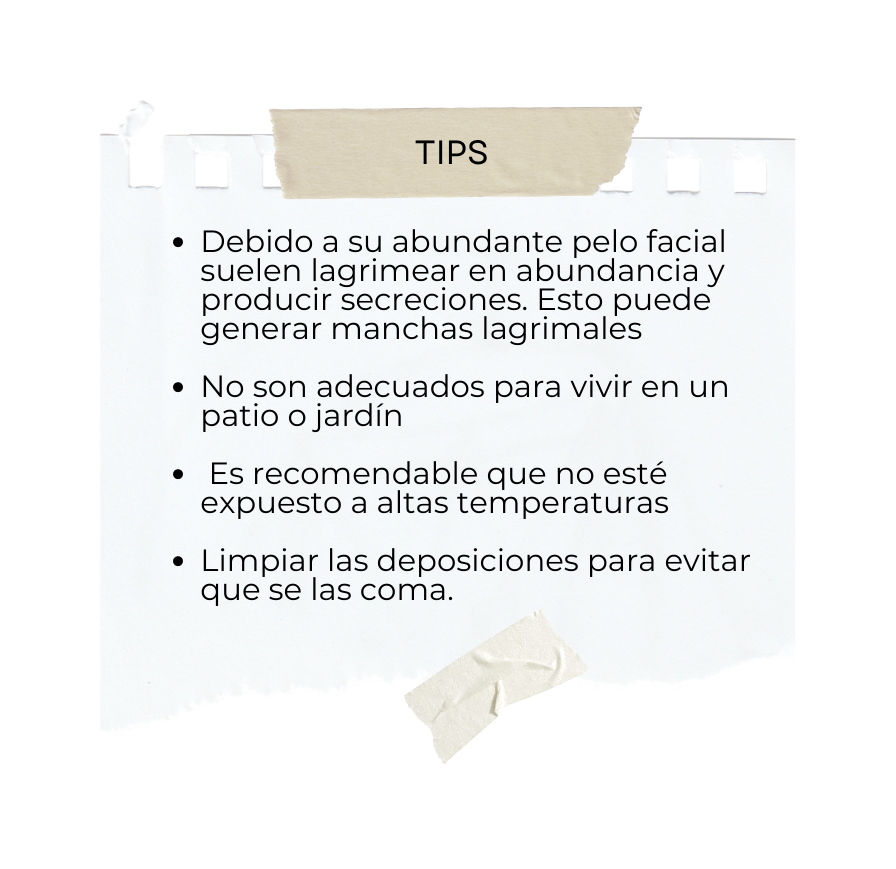 TIPS
• Debido a su abundante pelo facial
suelen lagrimear en abundancia y
producir secreciones. Esto puede
generar manchas lagrimales
• No son adecuados para vivir en un
patio o jardín
• Es recomendable que no esté
expuesto a altas temperaturas
• Limpiar las deposiciones para evitar
que se las coma.